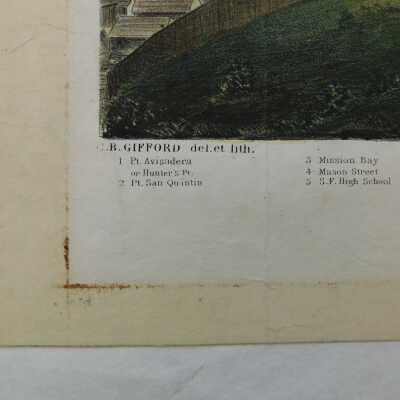 .B. GIFFORD del. et lith.
1 Pt. Avisadera
or Hunter's Pt.
2 Pt. San Quintin
3 Mission Bay
4 Mason Street
5 S.F. High School